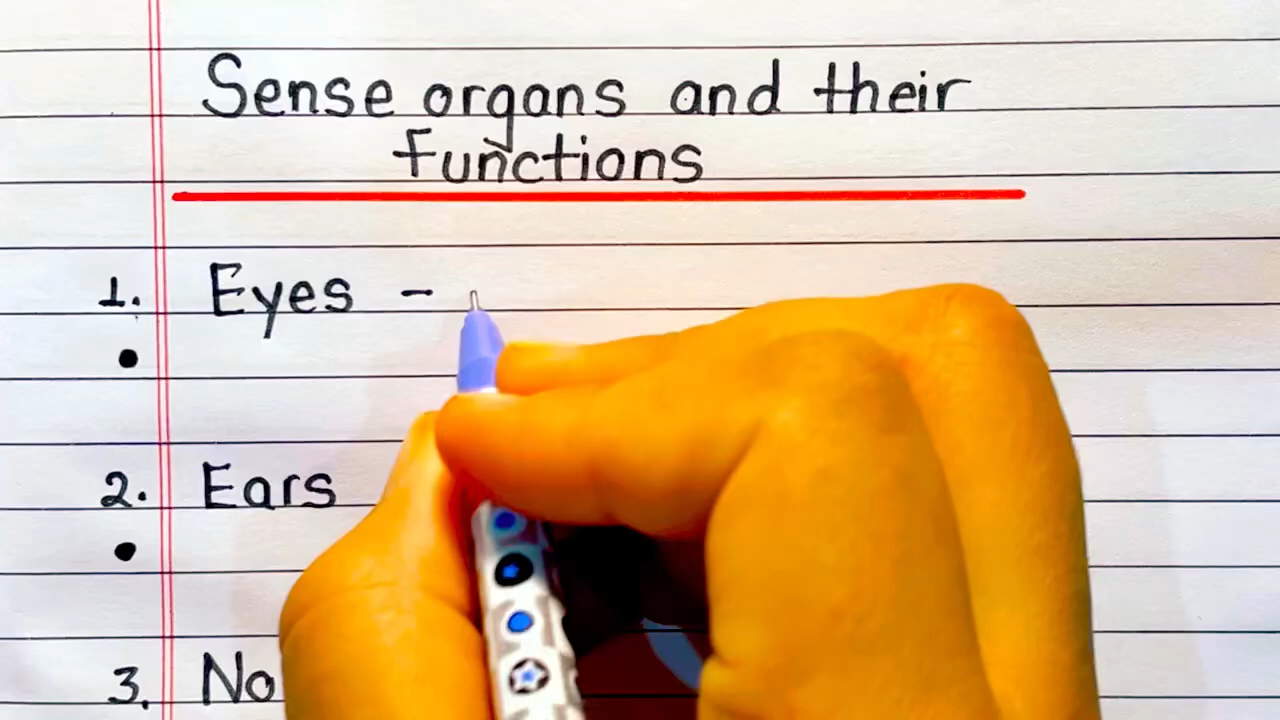 Sense organs and their
functions
1. Eyes -
•
2. Ears
•
3. No